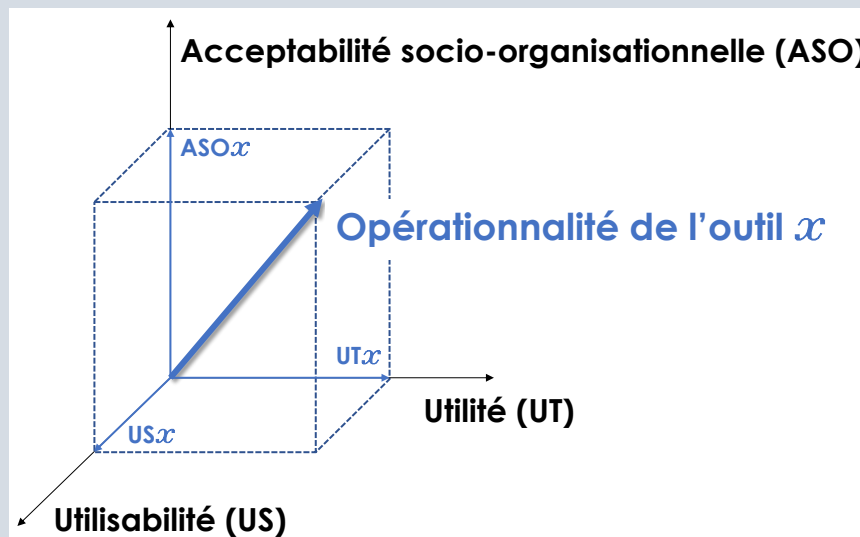 Acceptabilité socio-organisationnelle (ASO)
ASOx
Opérationnalité de l’outil x
UTx
Utilité (UT)
USx
Utilisabilité (US)